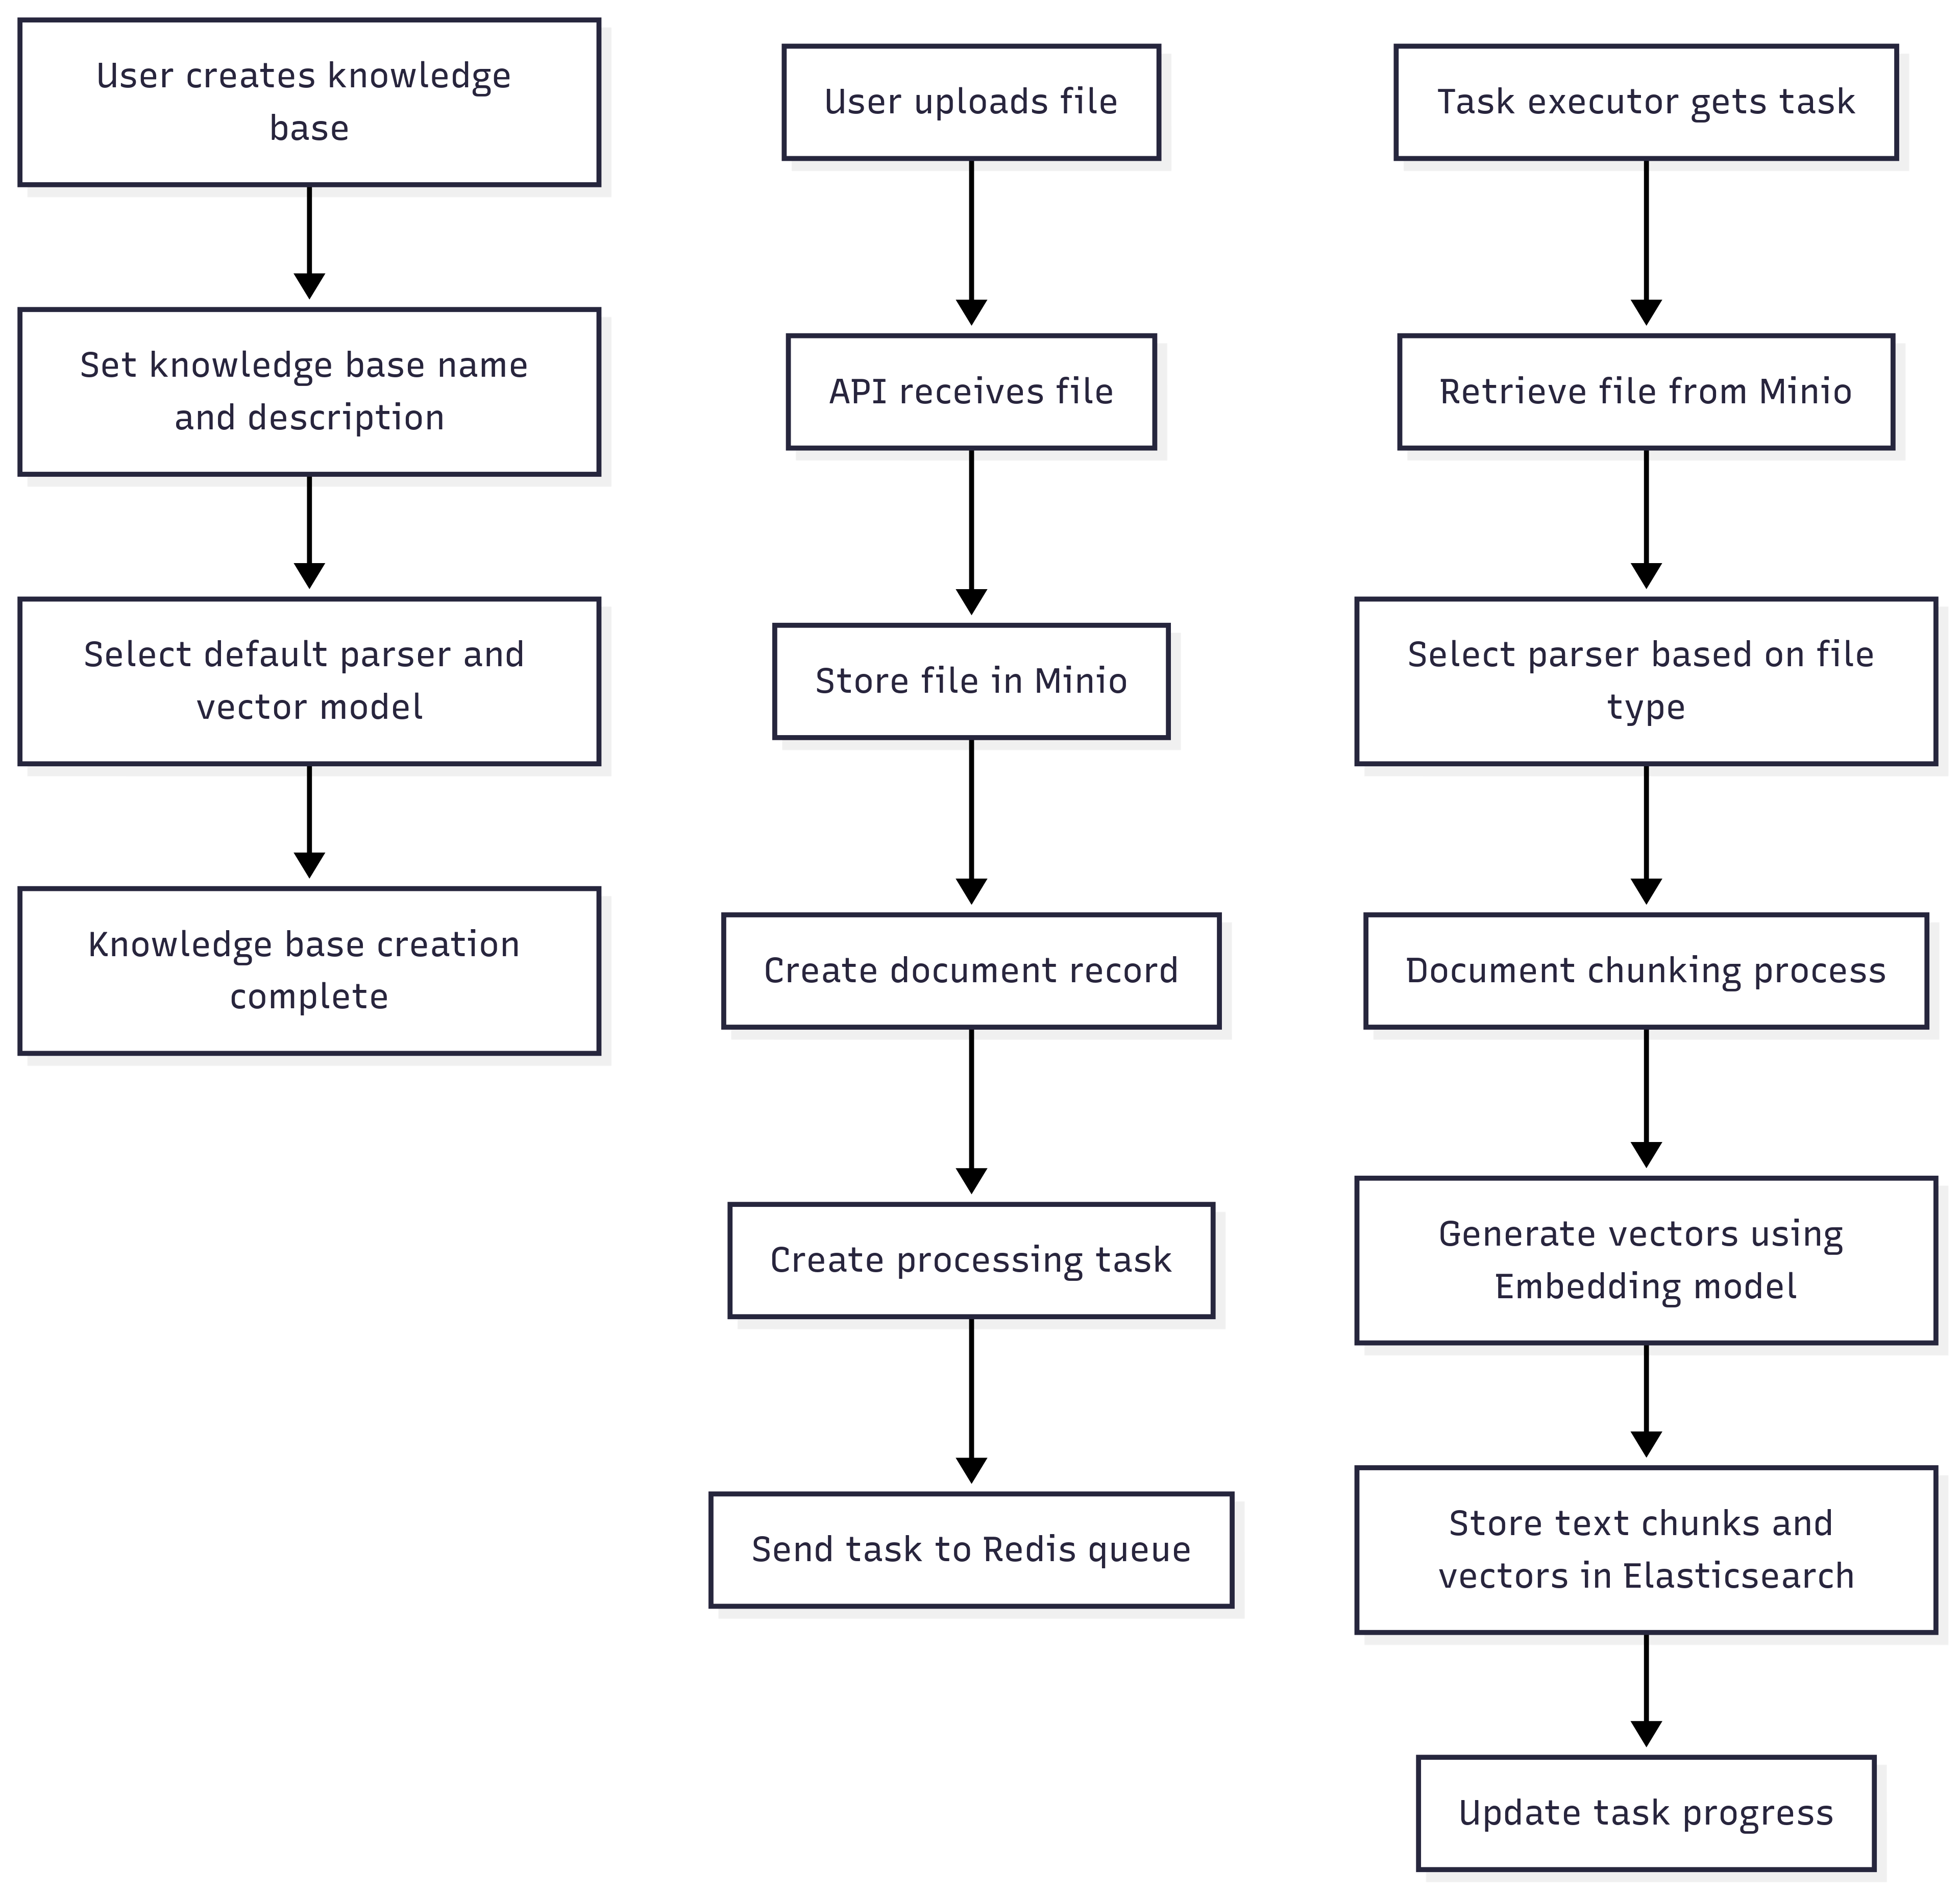 User creates knowledge
base
Set knowledge base name
and description
Select default parser and
vector model
Knowledge base creation
complete
User uploads file
API receives file
Store file in Minio
Create document record
Create processing task
Send task to Redis queue
Task executor gets task
Retrieve file from Minio
Select parser based on file
type
Document chunking process
Generate vectors using
Embedding model
Store text chunks and
vectors in Elasticsearch
Update task progress